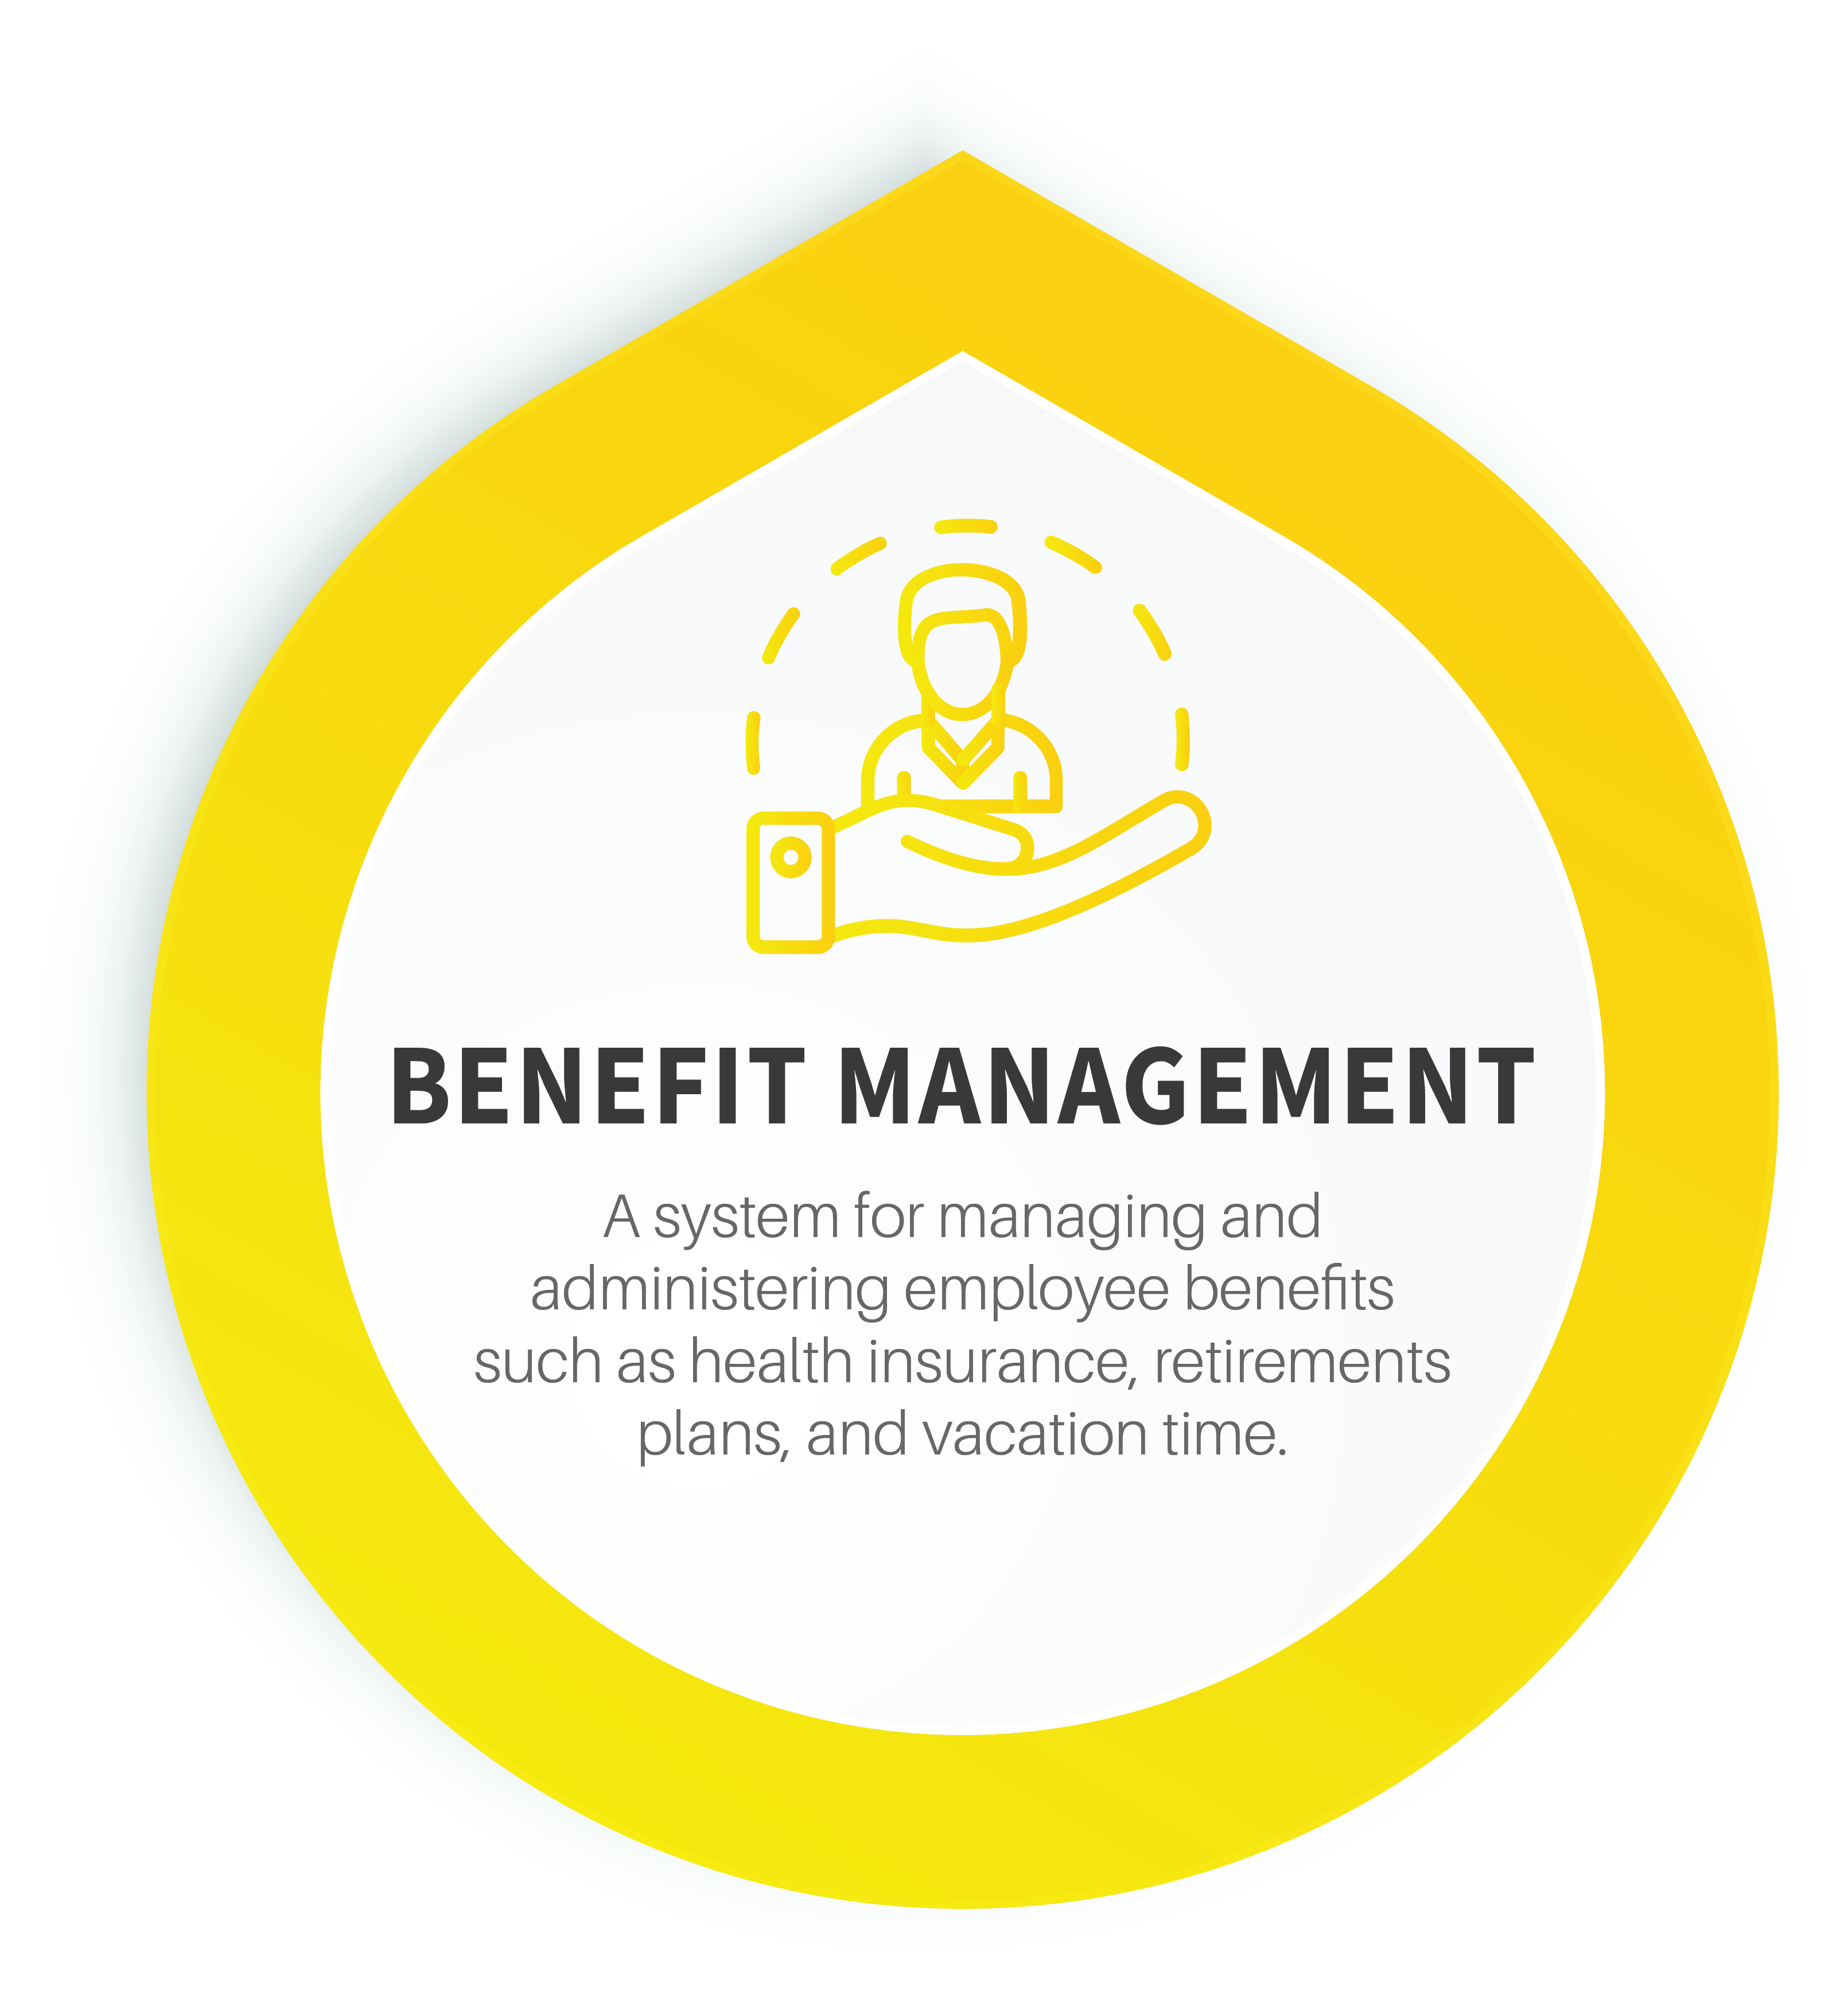 BENEFIT MANAGEMENT
A system for managing and
administering employee benefits
such as health insurance, retirements
plans, and vacation time.